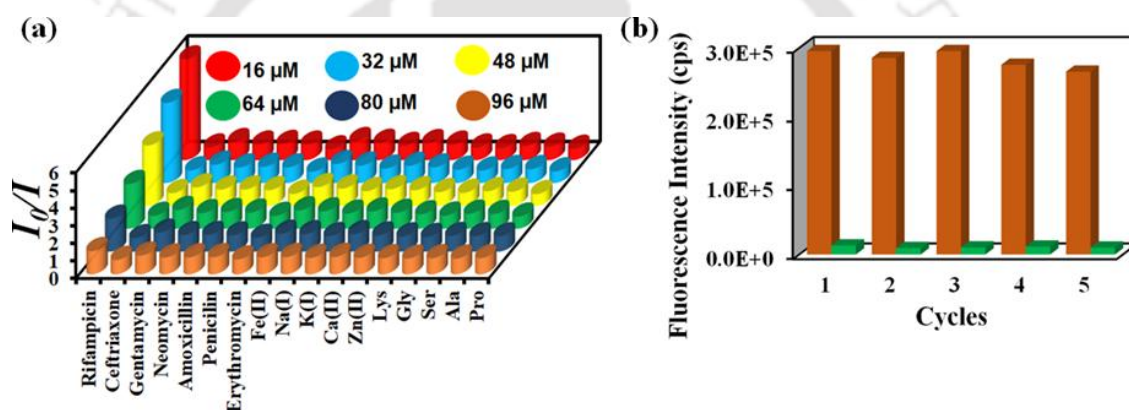 (a)
16 µM
32 µM
48 µM
64 µM
80 µM
96 µM
I₀/I
6
5
4
3
2
1
0
Rifampicin
Ceftriaxone
Gentamycin
Neomycin
Amoxicillin
Penicilin
Erythromycin
Fe(II)
Na(I)
K(I)
Ca(II)
Zn(II)
Lys
Gly
Ser
Ala
Pro
(b)
Fluorescence Intensity (cps)
3.0E+5
2.0E+5
1.0E+5
0.0E+0
1 2 3 4 5
Cycles